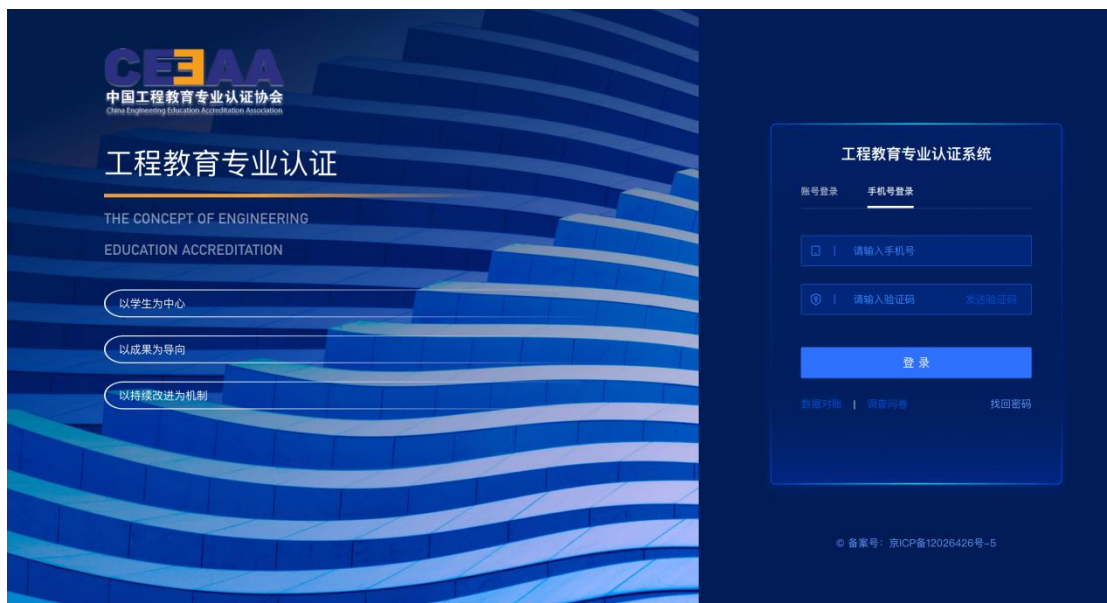 CEEAA
中国工程教育专业认证协会
China Engineering Education Accreditation Association
工程教育专业认证
THE CONCEPT OF ENGINEERING
EDUCATION ACCREDITATION
以学生为中心
以成果为导向
以持续改进为机制
工程教育专业认证系统
账号登录 手机号登录
请输入手机号
请输入验证码 发送验证码
登录
数据对账 | 调查问卷 找回密码
© 备案号：京ICP备12026426号-5